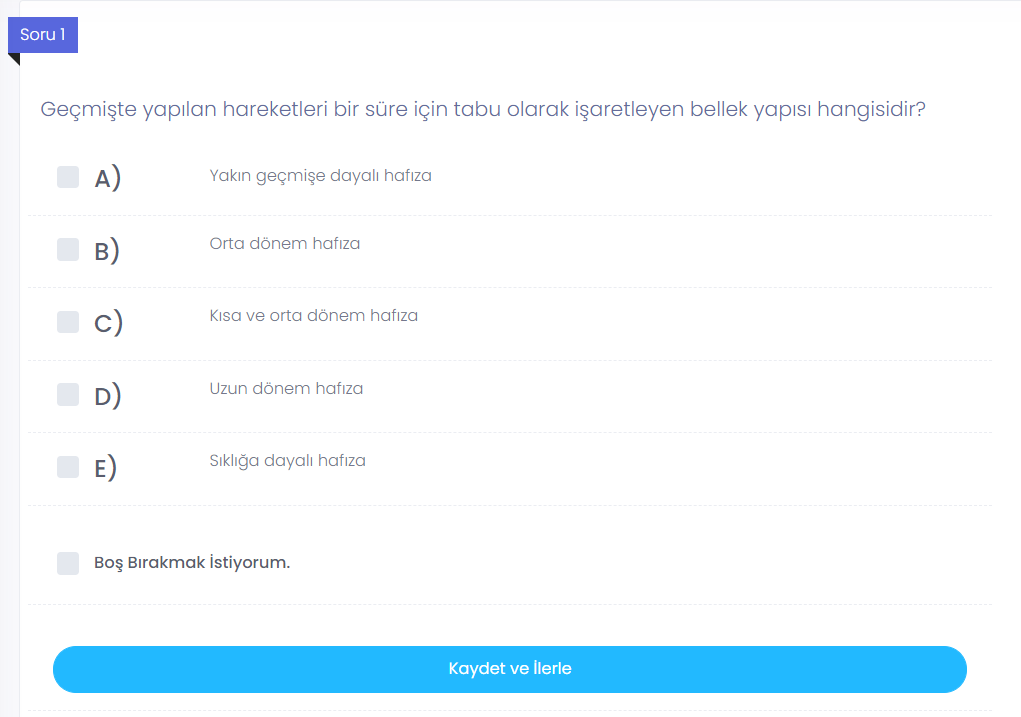 Soru 1
Geçmişte yapılan hareketleri bir süre için tabu olarak işaretleyen bellek yapısı hangisidir?
A) Yakın geçmişe dayalı hafıza
B) Orta dönem hafıza
C) Kısa ve orta dönem hafıza
D) Uzun dönem hafıza
E) Sıklığa dayalı hafıza
Boş Bırakmak İstiyorum.
Kaydet ve İlerle